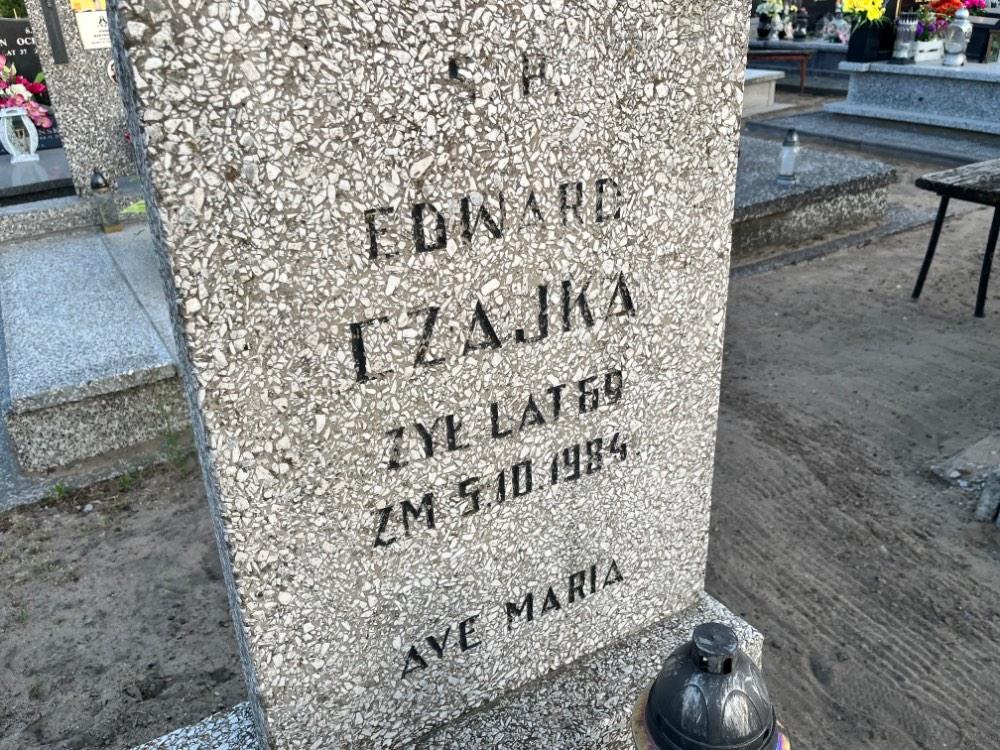 Ś. P.
EDWARD
CZAJKA
ŻYŁ LAT 69
ZM 5.10.1984.
AVE MARIA